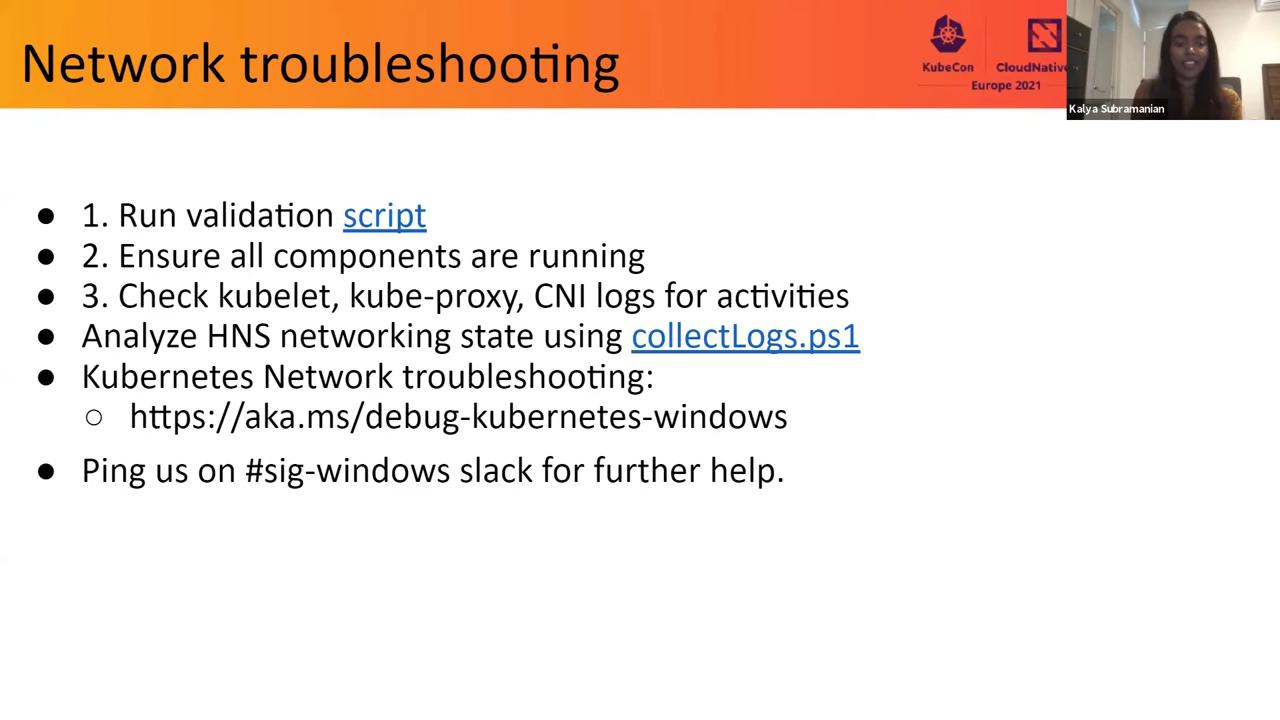 Network troubleshooting
KubeCon
CloudNative
Europe 2021
Kalya Subramanian
● 1. Run validation script
● 2. Ensure all components are running
● 3. Check kubelet, kube-proxy, CNI logs for activities
● Analyze HNS networking state using collectLogs.ps1
● Kubernetes Network troubleshooting:
○ https://aka.ms/debug-kubernetes-windows
● Ping us on #sig-windows slack for further help.